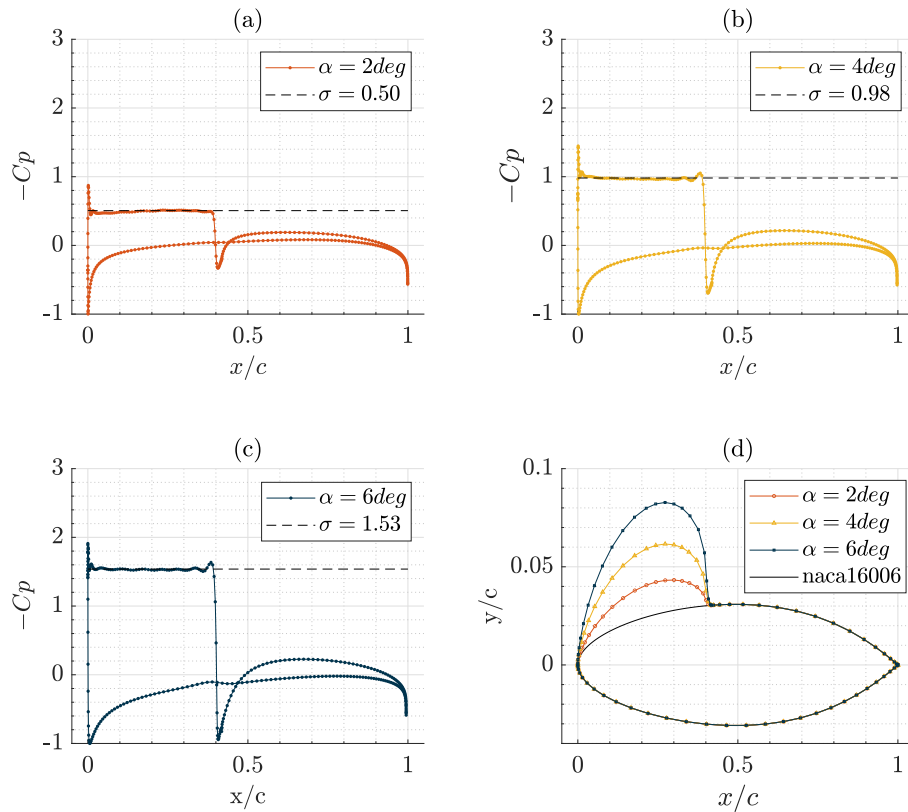 (a)
3
2
1
0
-1
−Cp
α = 2deg
σ = 0.50
0
0.5
1
x/c
(b)
3
2
1
0
-1
−Cp
α = 4deg
σ = 0.98
0
0.5
1
x/c
(c)
3
2
1
0
-1
−Cp
α = 6deg
σ = 1.53
0
0.5
1
x/c
(d)
0.1
0.05
0
y/c
α = 2deg
α = 4deg
α = 6deg
naca16006
0
0.5
1
x/c